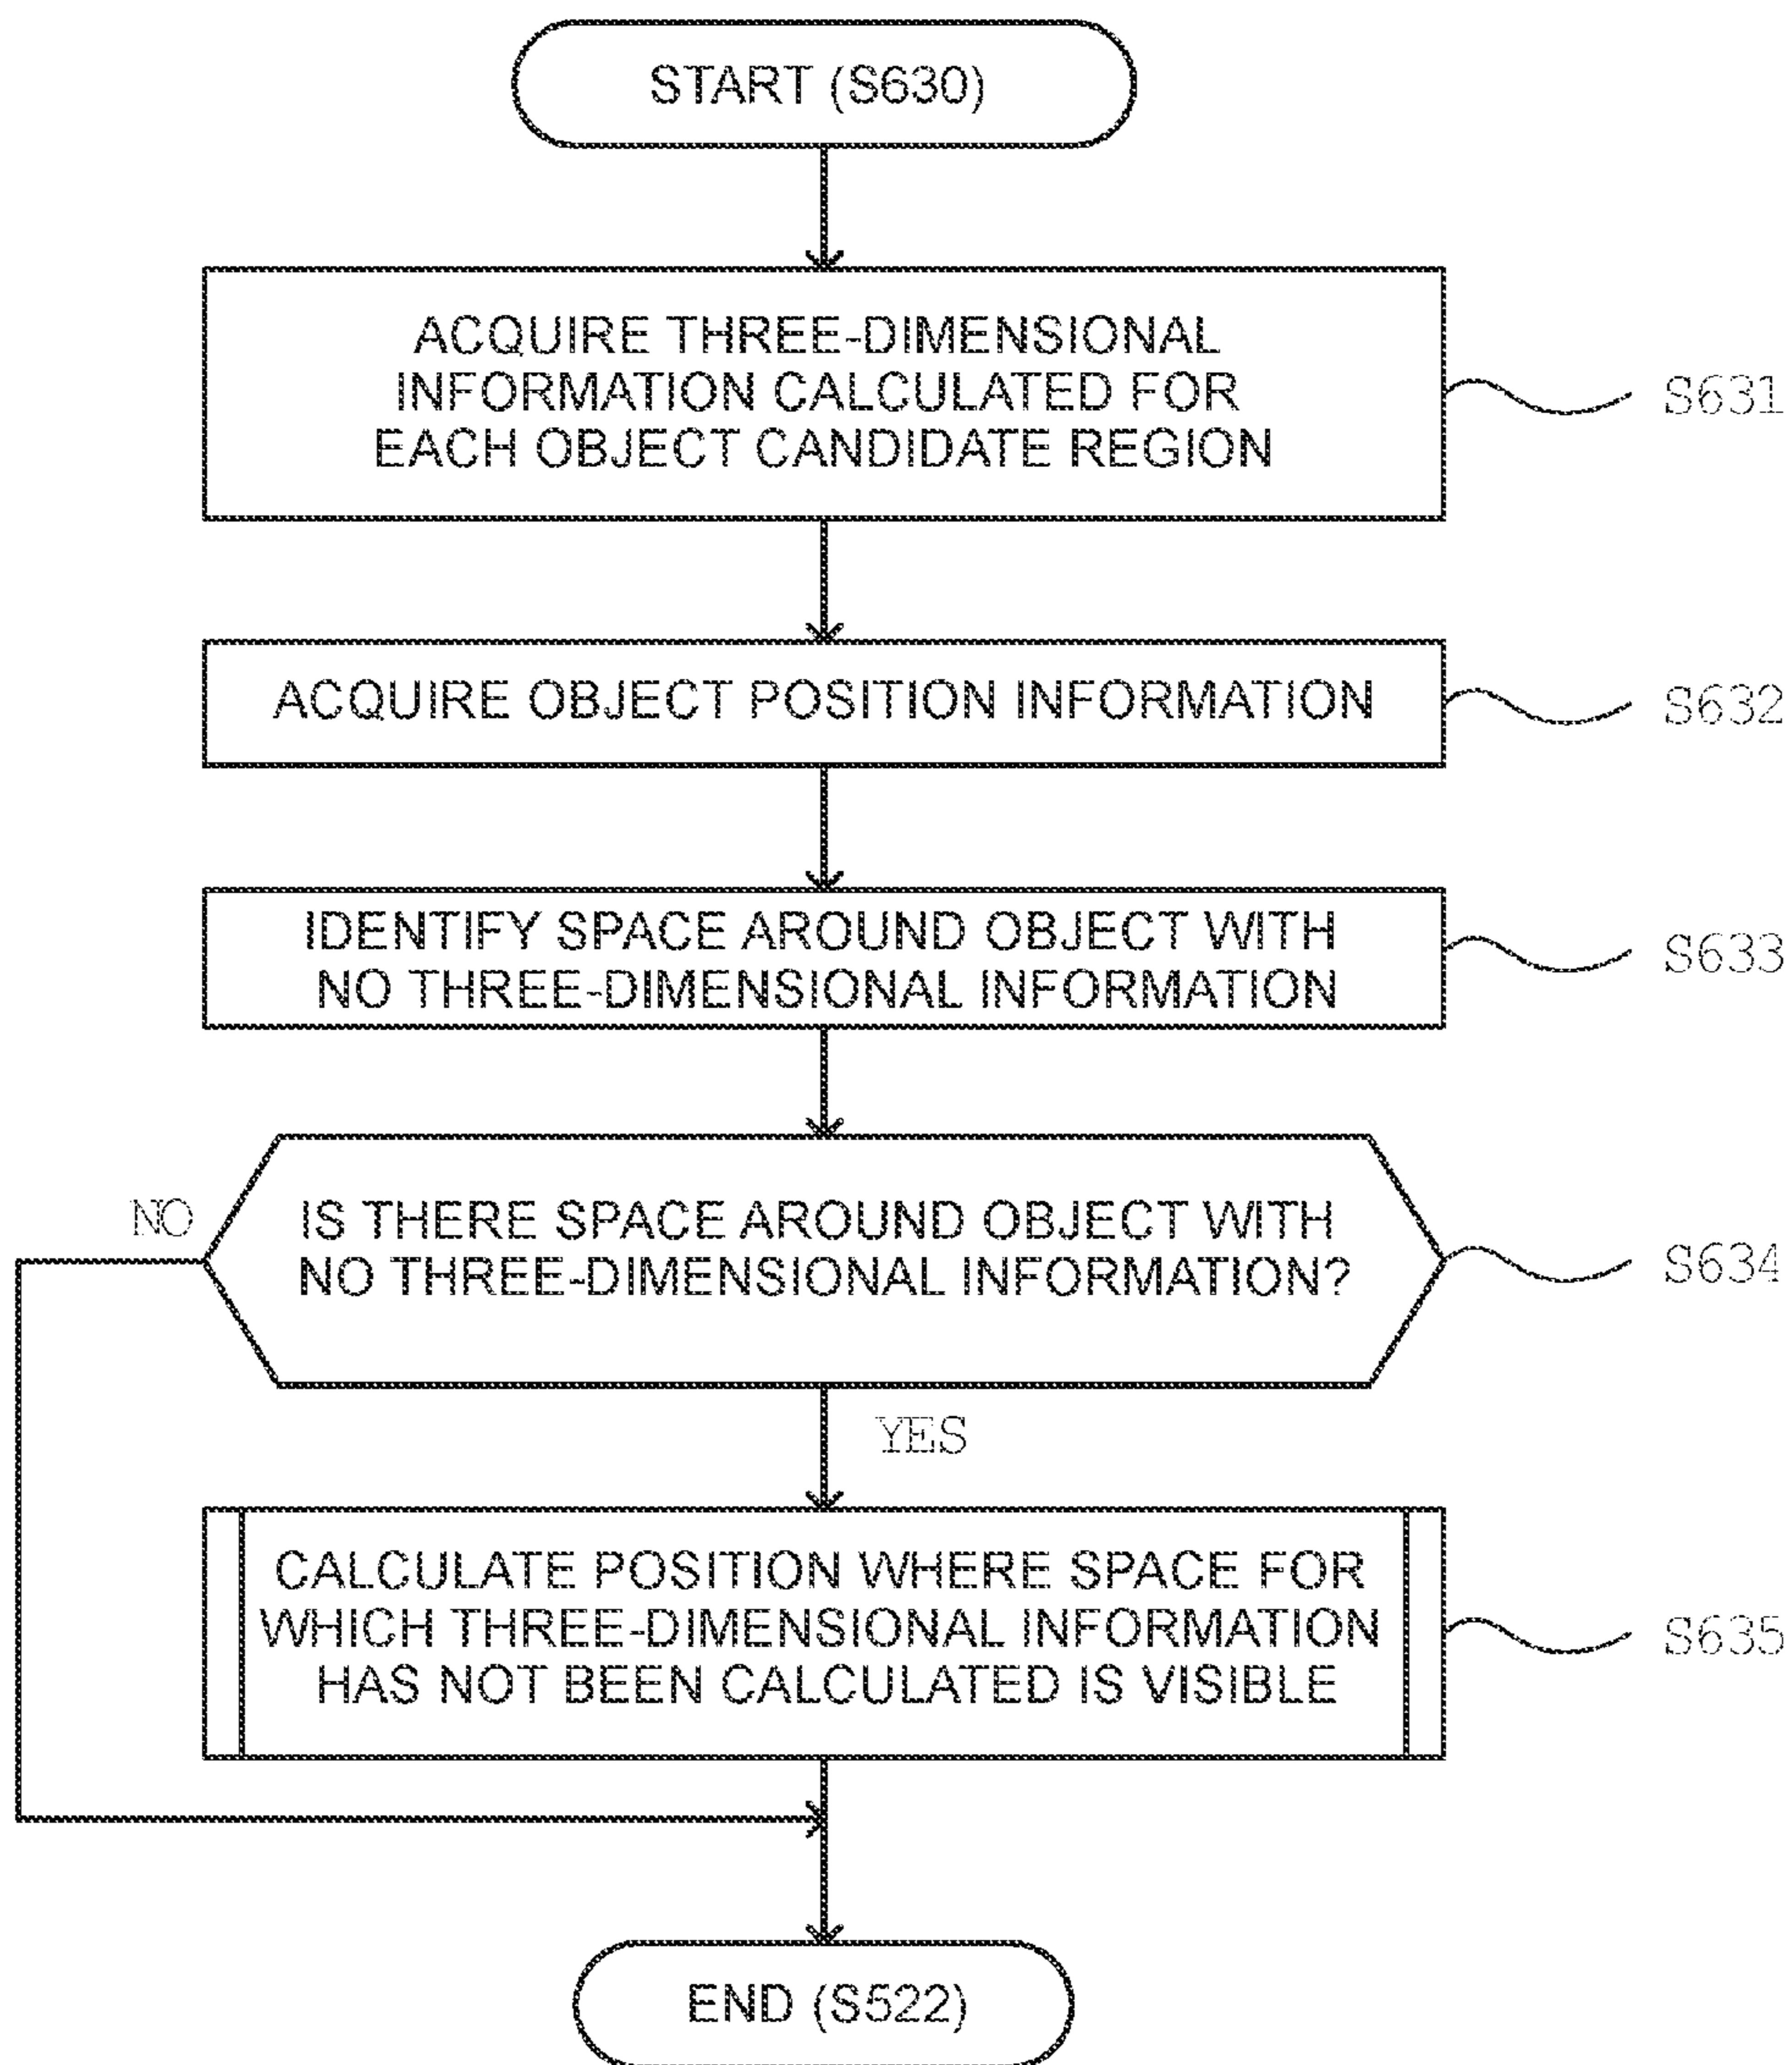 START (S630)
ACQUIRE THREE-DIMENSIONAL
INFORMATION CALCULATED FOR
EACH OBJECT CANDIDATE REGION
S631
ACQUIRE OBJECT POSITION INFORMATION
S632
IDENTIFY SPACE AROUND OBJECT WITH
NO THREE-DIMENSIONAL INFORMATION
S633
NO
IS THERE SPACE AROUND OBJECT WITH
NO THREE-DIMENSIONAL INFORMATION?
S634
YES
CALCULATE POSITION WHERE SPACE FOR
WHICH THREE-DIMENSIONAL INFORMATION
HAS NOT BEEN CALCULATED IS VISIBLE
S635
END (S522)